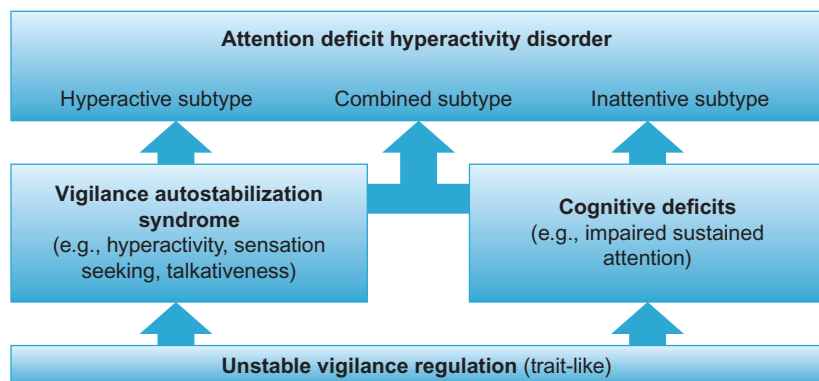 Attention deficit hyperactivity disorder
Hyperactive subtype
Combined subtype
Inattentive subtype
Vigilance autostabilization
syndrome
(e.g., hyperactivity, sensation
seeking, talkativeness)
Cognitive deficits
(e.g., impaired sustained
attention)
Unstable vigilance regulation (trait-like)